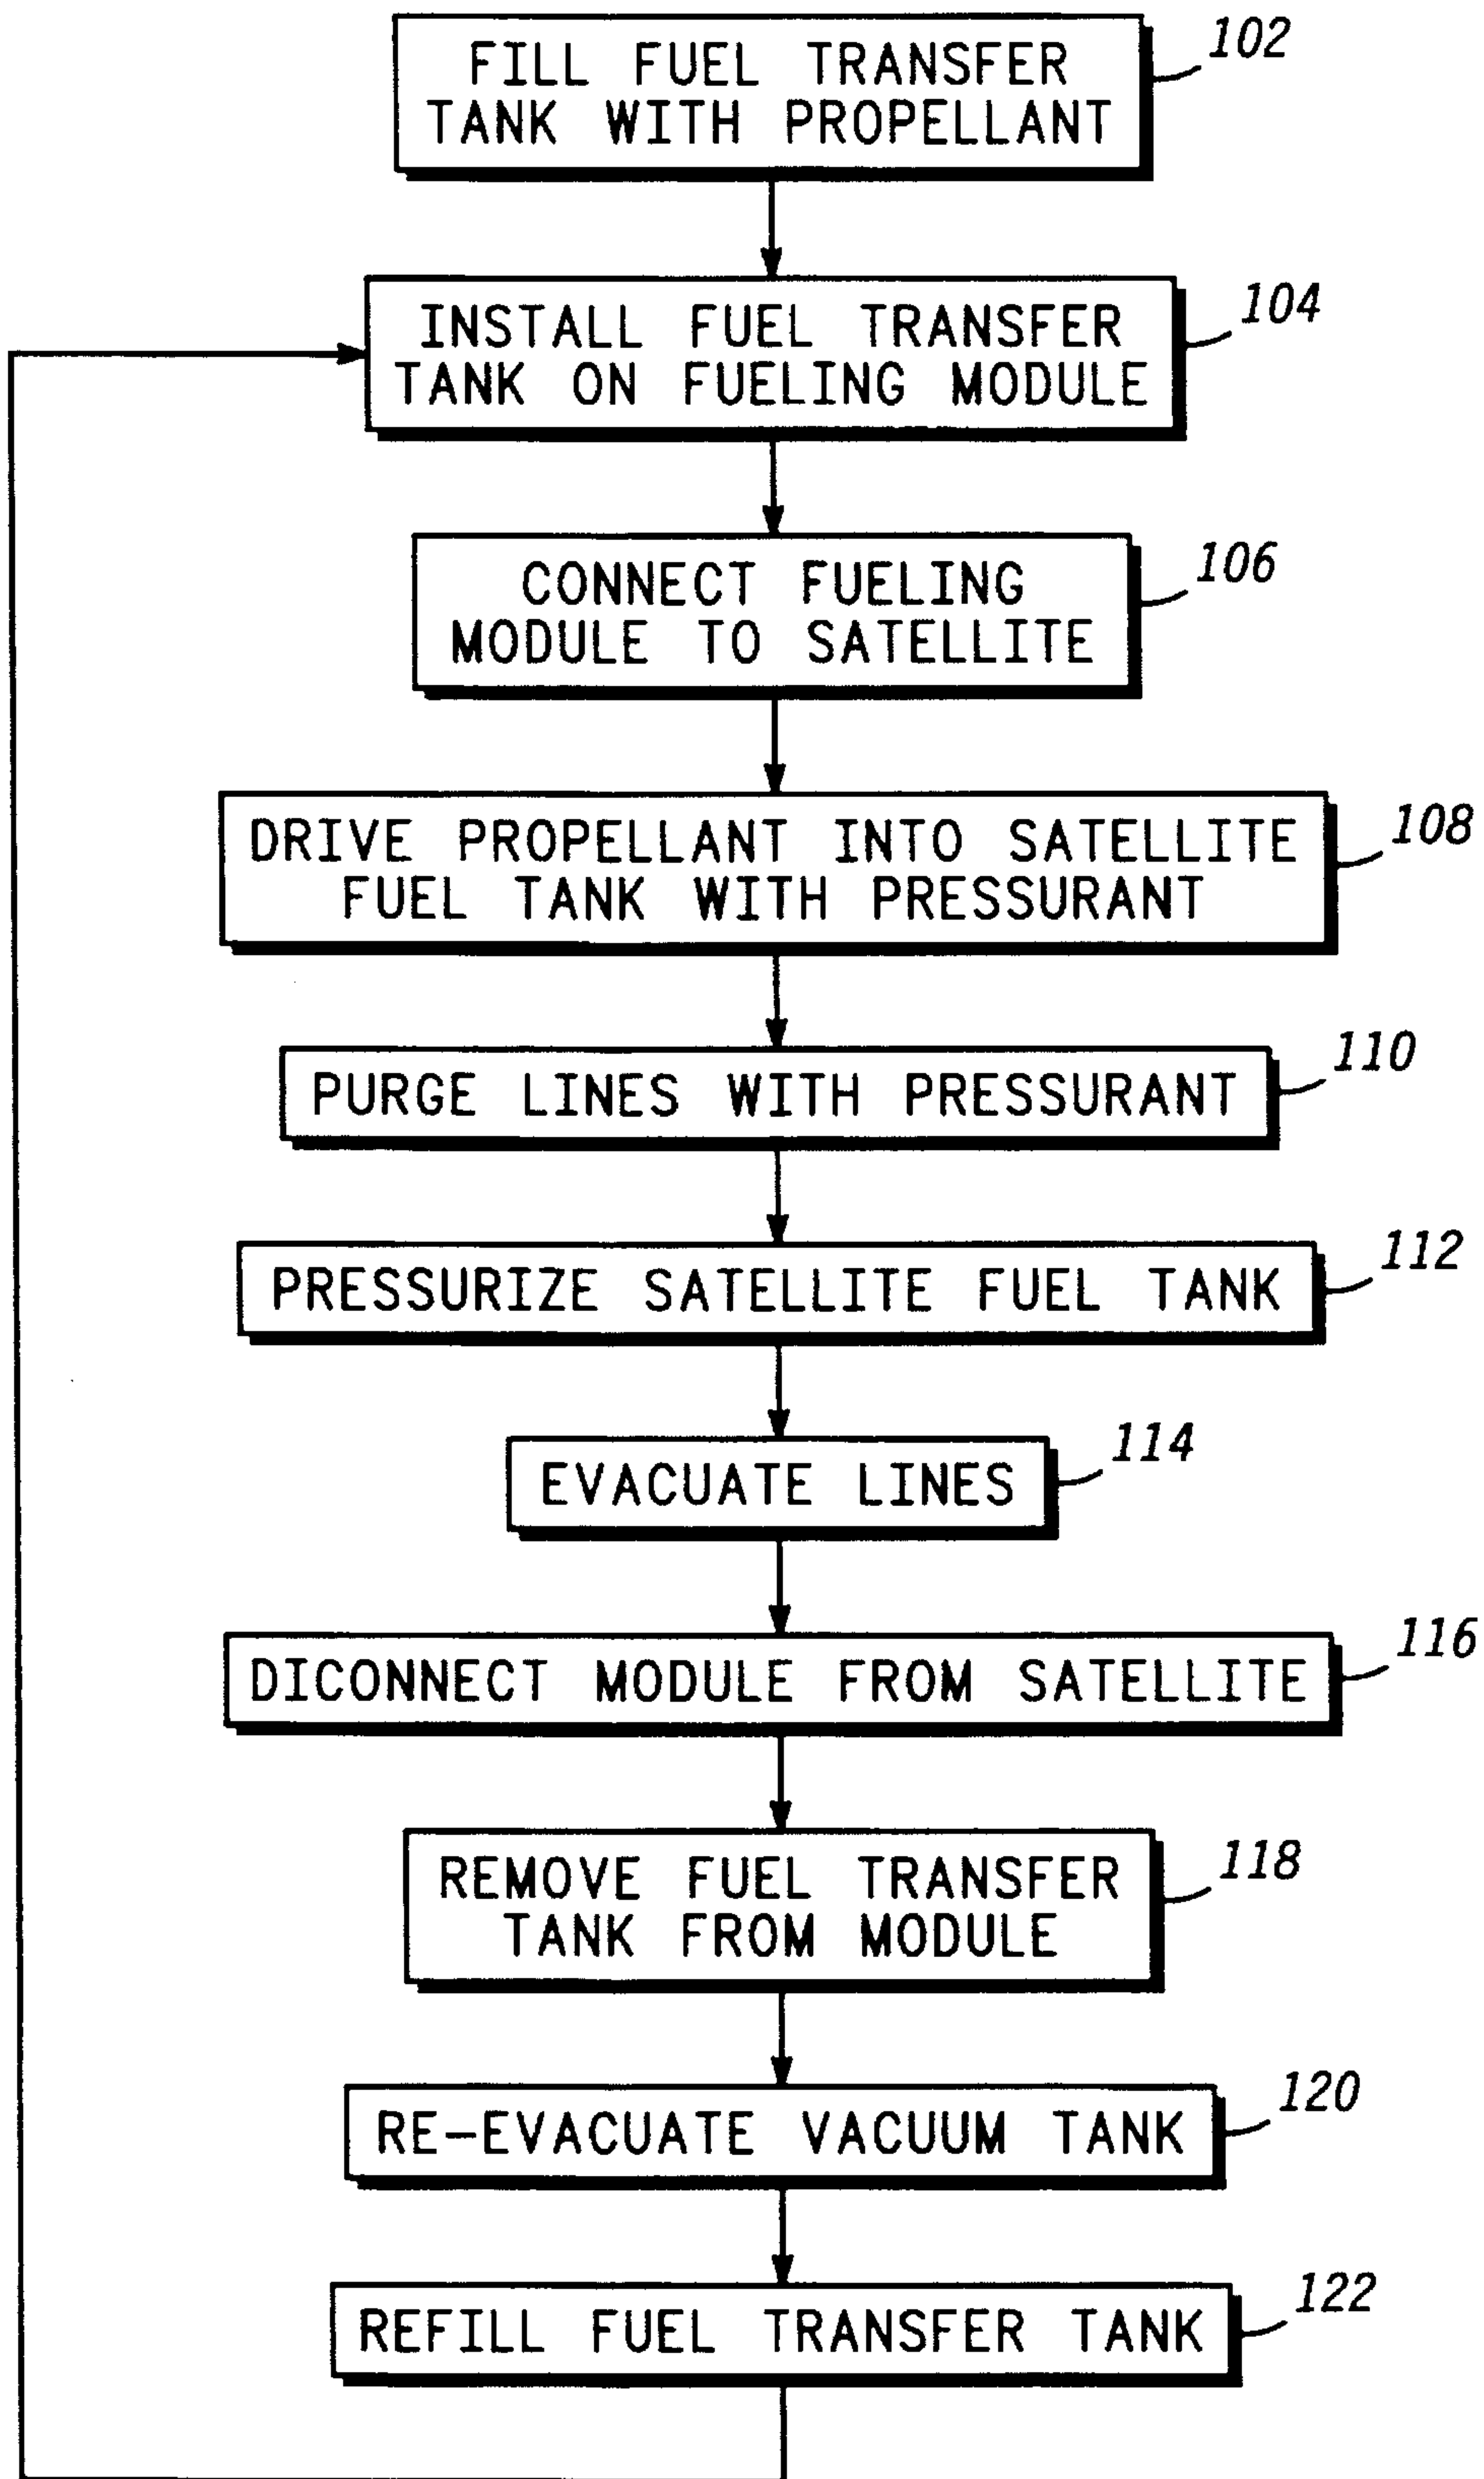 FILL FUEL TRANSFER
TANK WITH PROPELLANT
102
INSTALL FUEL TRANSFER
TANK ON FUELING MODULE
104
CONNECT FUELING
MODULE TO SATELLITE
106
DRIVE PROPELLANT INTO SATELLITE
FUEL TANK WITH PRESSURANT
108
PURGE LINES WITH PRESSURANT
110
PRESSURIZE SATELLITE FUEL TANK
112
EVACUATE LINES
114
DICONNECT MODULE FROM SATELLITE
116
REMOVE FUEL TRANSFER
TANK FROM MODULE
118
RE-EVACUATE VACUUM TANK
120
REFILL FUEL TRANSFER TANK
122